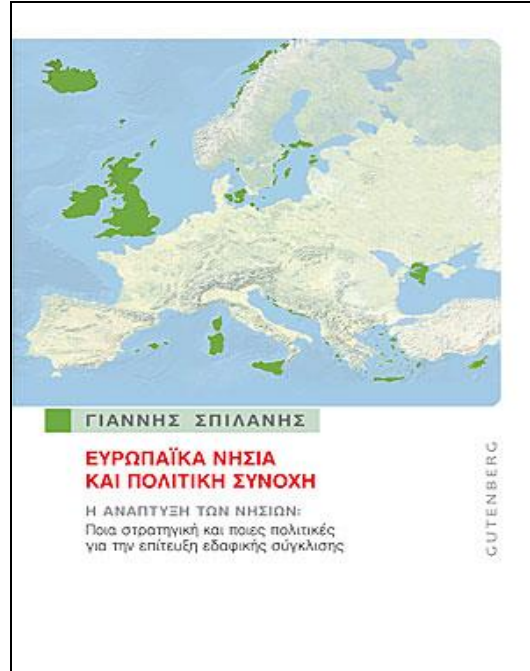 ΓΙΑΝΝΗΣ ΣΠΙΛΑΝΗΣ
ΕΥΡΩΠΑΪΚΑ ΝΗΣΙΑ
ΚΑΙ ΠΟΛΙΤΙΚΗ ΣΥΝΟΧΗ
Η ΑΝΑΠΤΥΞΗ ΤΩΝ ΝΗΣΙΩΝ:
Ποια στρατηγική και ποιες πολιτικές
για την επίτευξη εδαφικής σύγκλισης
GUTENBERG